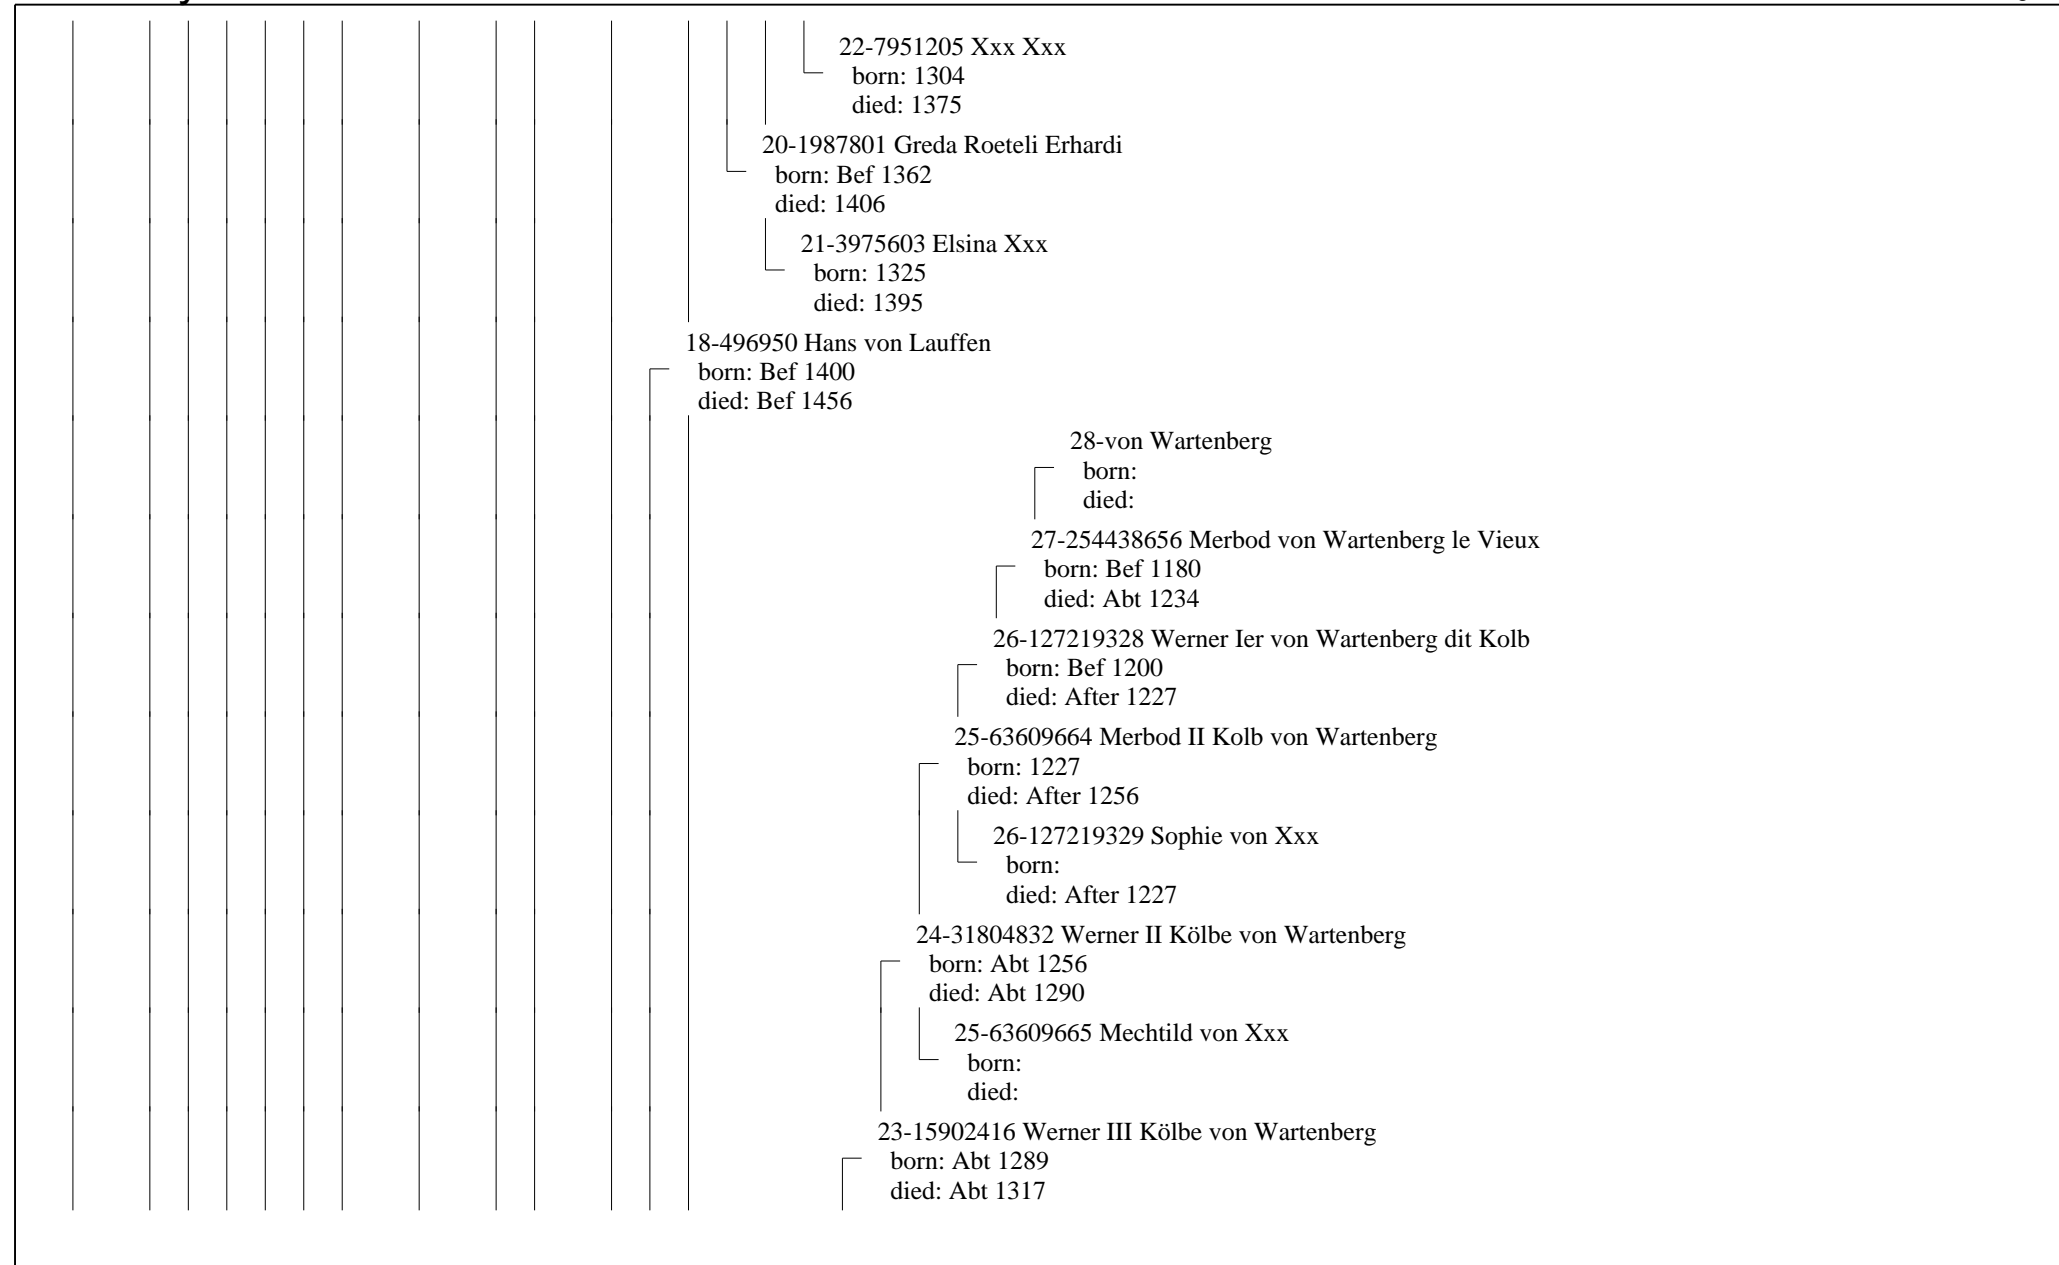 22-7951205 Xxx Xxx
born: 1304
died: 1375
20-1987801 Greda Roeteli Erhardi
born: Bef 1362
died: 1406
21-3975603 Elsina Xxx
born: 1325
died: 1395
18-496950 Hans von Lauffen
born: Bef 1400
died: Bef 1456
28-von Wartenberg
born:
died:
27-254438656 Merbod von Wartenberg le Vieux
born: Bef 1180
died: Abt 1234
26-127219328 Werner Ier von Wartenberg dit Kolb
born: Bef 1200
died: After 1227
25-63609664 Merbod II Kolb von Wartenberg
born: 1227
died: After 1256
26-127219329 Sophie von Xxx
born:
died: After 1227
24-31804832 Werner II Kölbe von Wartenberg
born: Abt 1256
died: Abt 1290
25-63609665 Mechtild von Xxx
born:
died:
23-15902416 Werner III Kölbe von Wartenberg
born: Abt 1289
died: Abt 1317